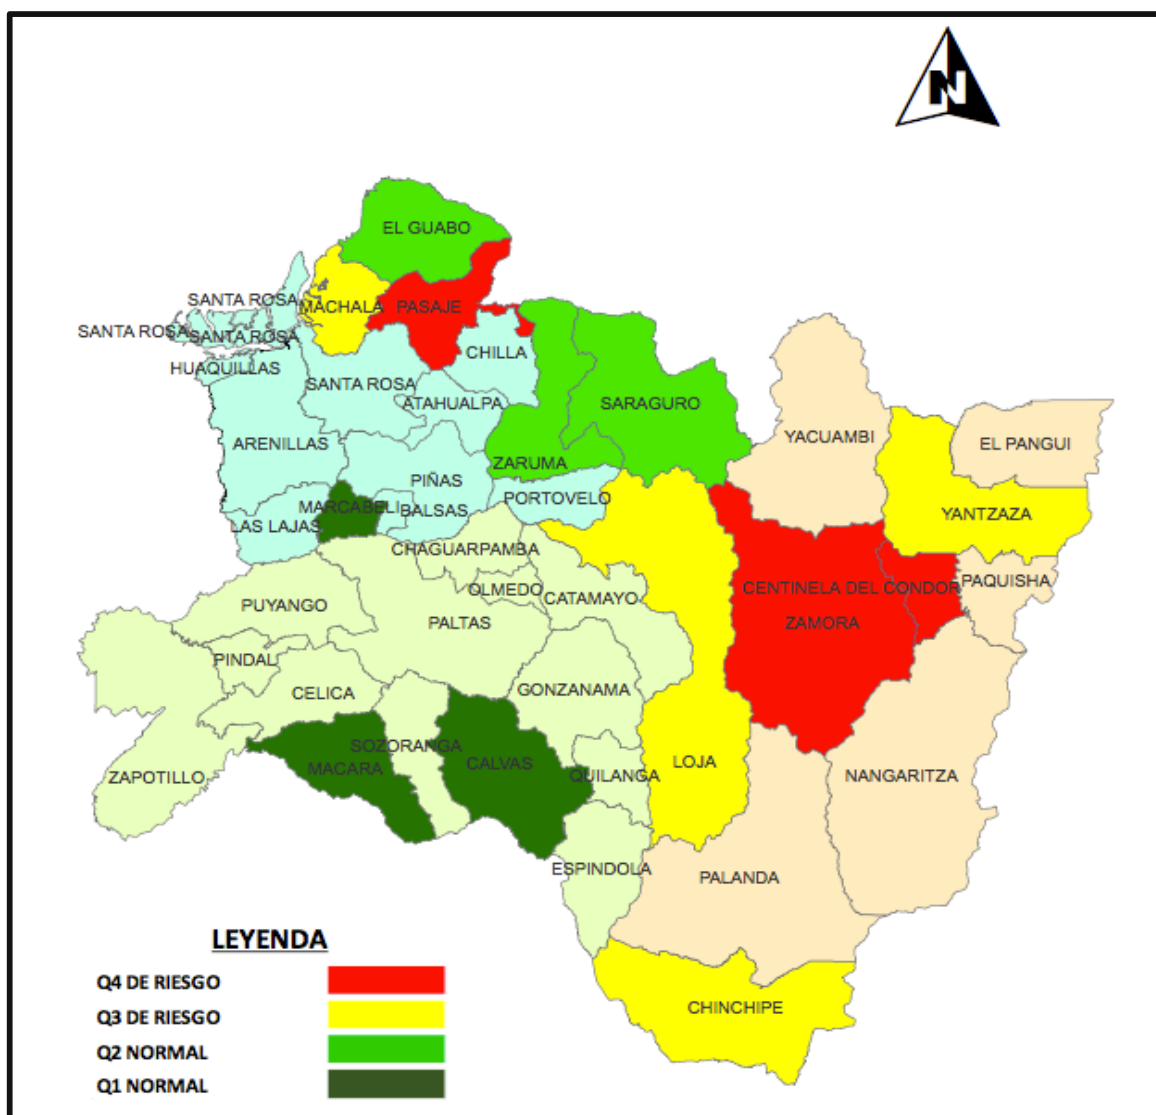 N
EL GUABO
SANTA ROSA
MACHALA
PASAJE
SANTA ROSA
SANTA ROSA
CHILLA
HUAQUILLAS
SANTA ROSA
ATAHUALPA
SARAGURO
YACUAMBI
EL PANGUI
ARENILLAS
ZARUMA
PIÑAS
PORTOVELO
MARCABELI
BALSAS
LAS LAJAS
YANTZAZA
CHAGUARPAMBA
PAQUISHA
OLMEDO
CENTINELA DEL CONDOR
CATAMAYO
PUYANGO
PALTAS
ZAMORA
PINDAL
CELICA
GONZANAMA
SOZORANGA
CALVAS
LOJA
MACARA
ZAPOTILLO
QUILANGA
NANGARITZA
ESPINDOLA
PALANDA
CHINCHIPE
LEYENDA
Q4 DE RIESGO
Q3 DE RIESGO
Q2 NORMAL
Q1 NORMAL